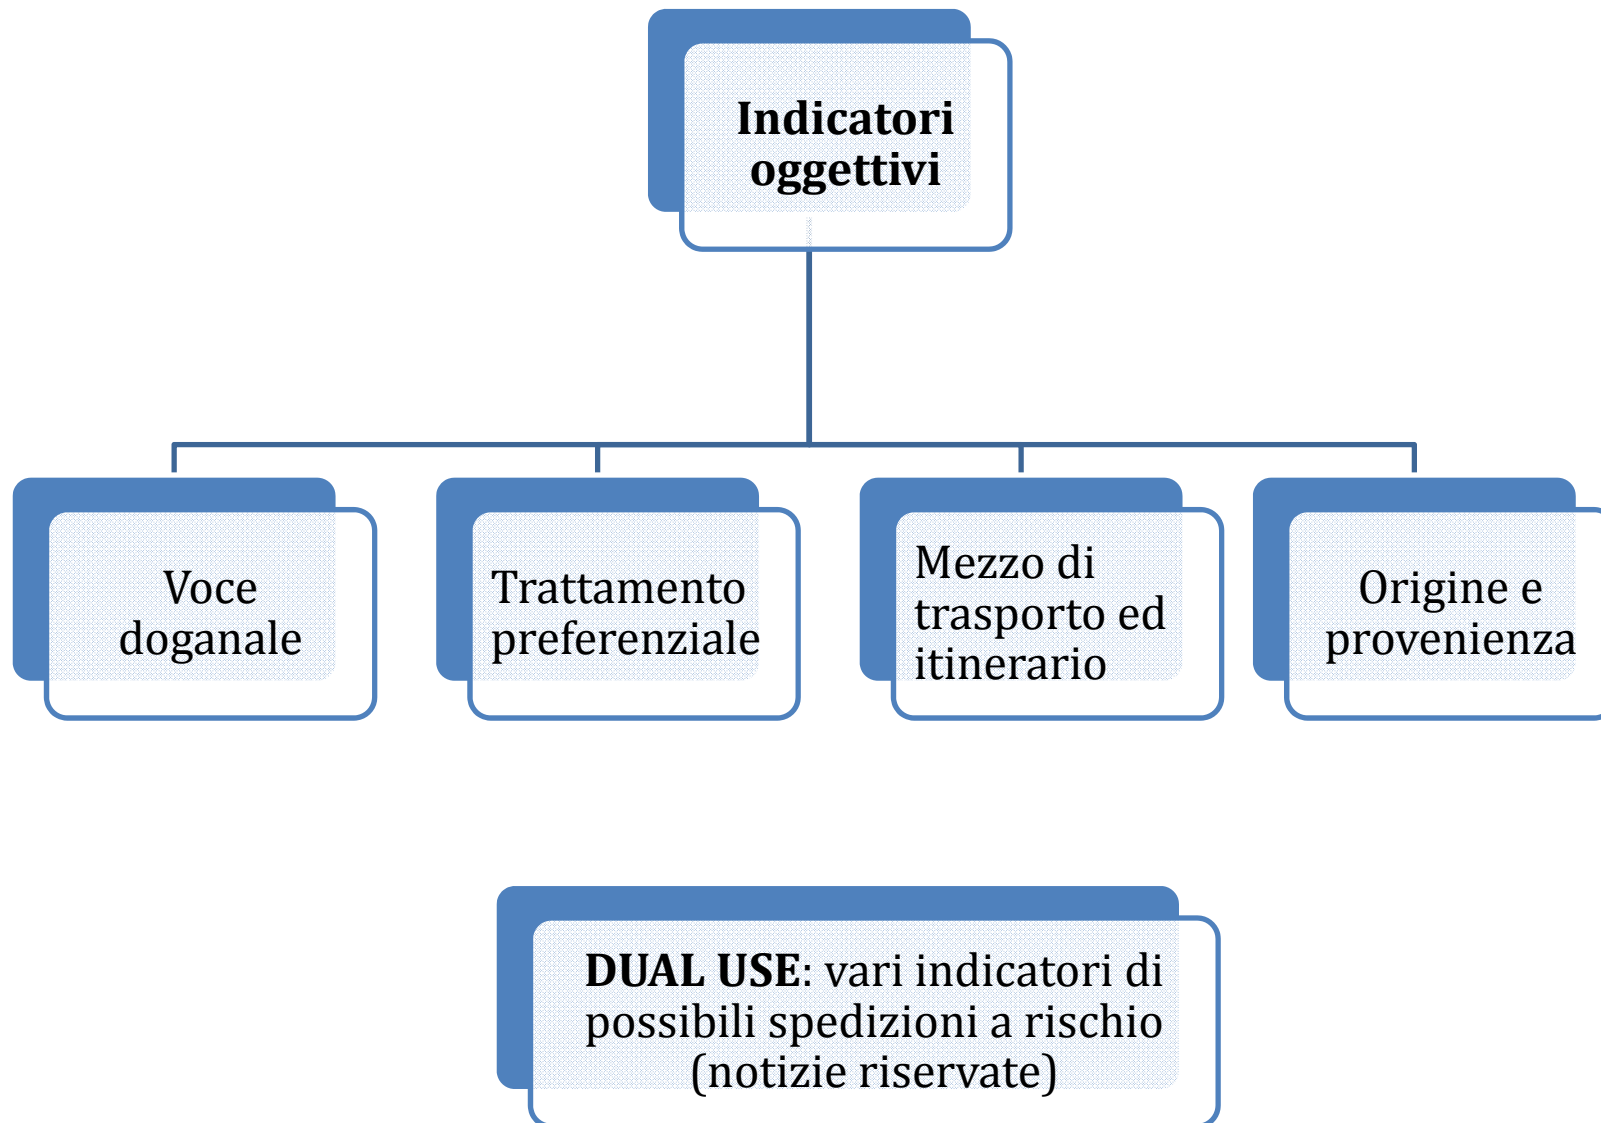 Indicatori
oggettivi
Voce
doganale
Trattamento
preferenziale
Mezzo di
trasporto ed
itinerario
Origine e
provenienza
DUAL USE: vari indicatori di
possibili spedizioni a rischio
(notizie riservate)